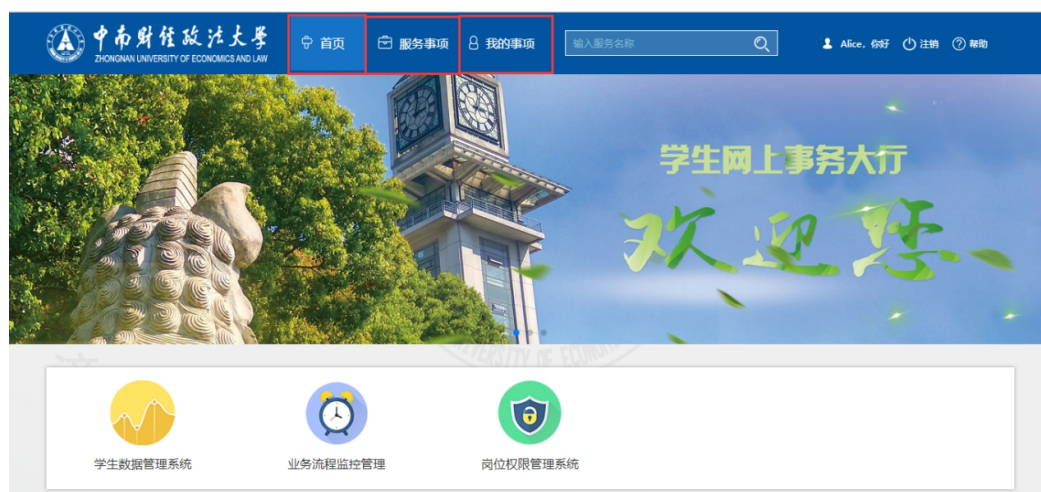 中南财经政法大学
ZHONGNAN UNIVERSITY OF ECONOMICS AND LAW
首页
服务事项
我的事项
输入服务名称
Alice，你好
注销
帮助
学生网上事务大厅
欢迎您
学生数据管理系统
业务流程监控管理
岗位权限管理系统